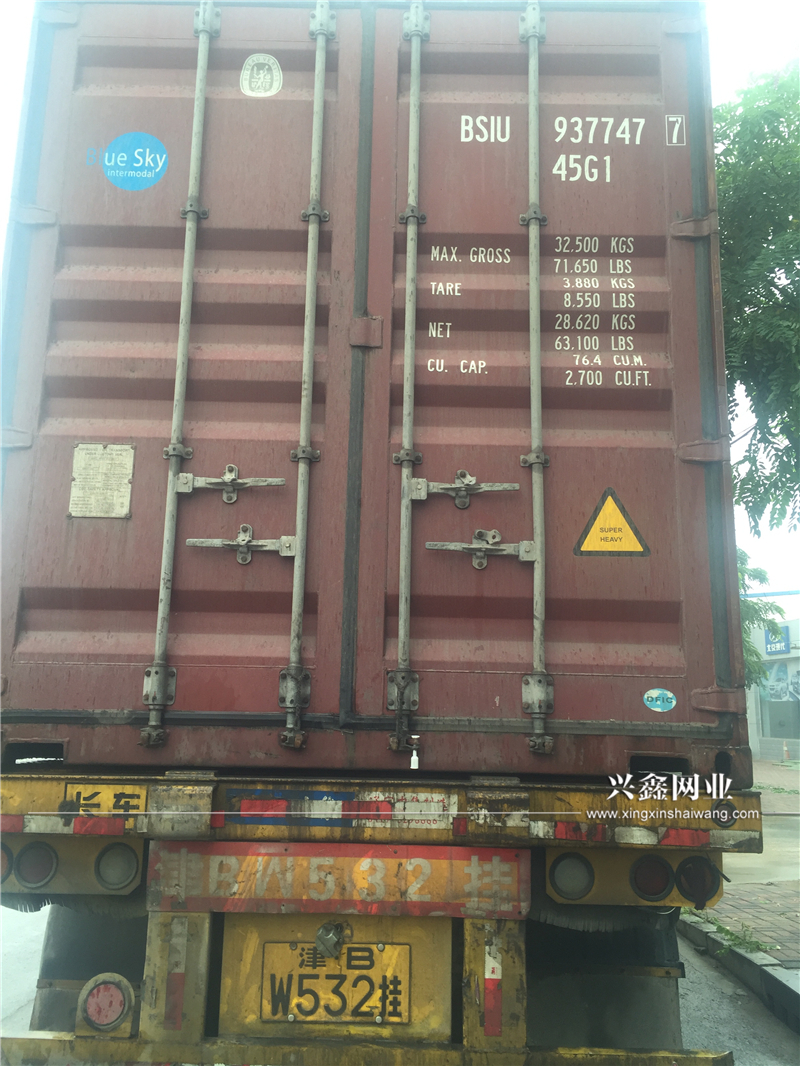 BSIU 937747 7
45G1
ue Sky
intermodal
MAX. GROSS 32.500 KGS
71.650 LBS
TARE 3.880 KGS
8.550 LBS
NET 28.620 KGS
63.100 LBS
CU. CAP. 76.4 CU.M.
2.700 CU.FT.
SUPER
HEAVY
DFIC
兴鑫网业
www.xingxinshaiwang.com
长车
津BW532挂
津B
W532挂